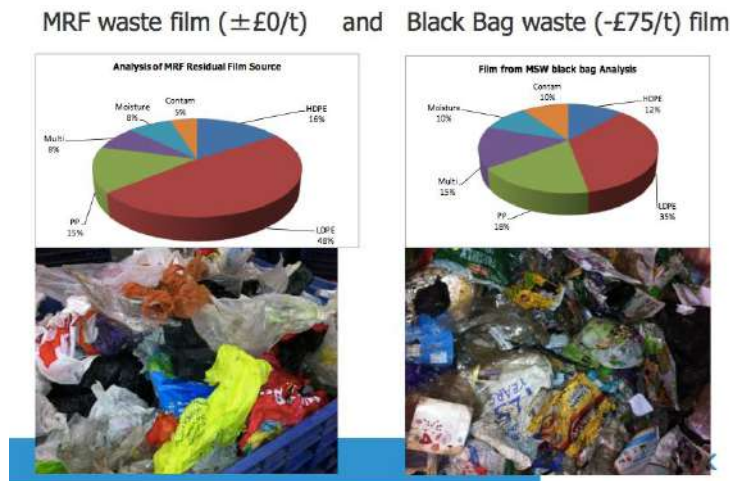 MRF waste film (±£0/t) and Black Bag waste (-£75/t) film
Analysis of MRF Residual Film Source
Contam
5%
Moisture
8%
HDPE
16%
Multi
8%
PP
15%
LDPE
48%
Film from MSW black bag Analysis
Contam
10%
HDPE
12%
Moisture
10%
Multi
15%
PP
18%
LDPE
35%
YEARS